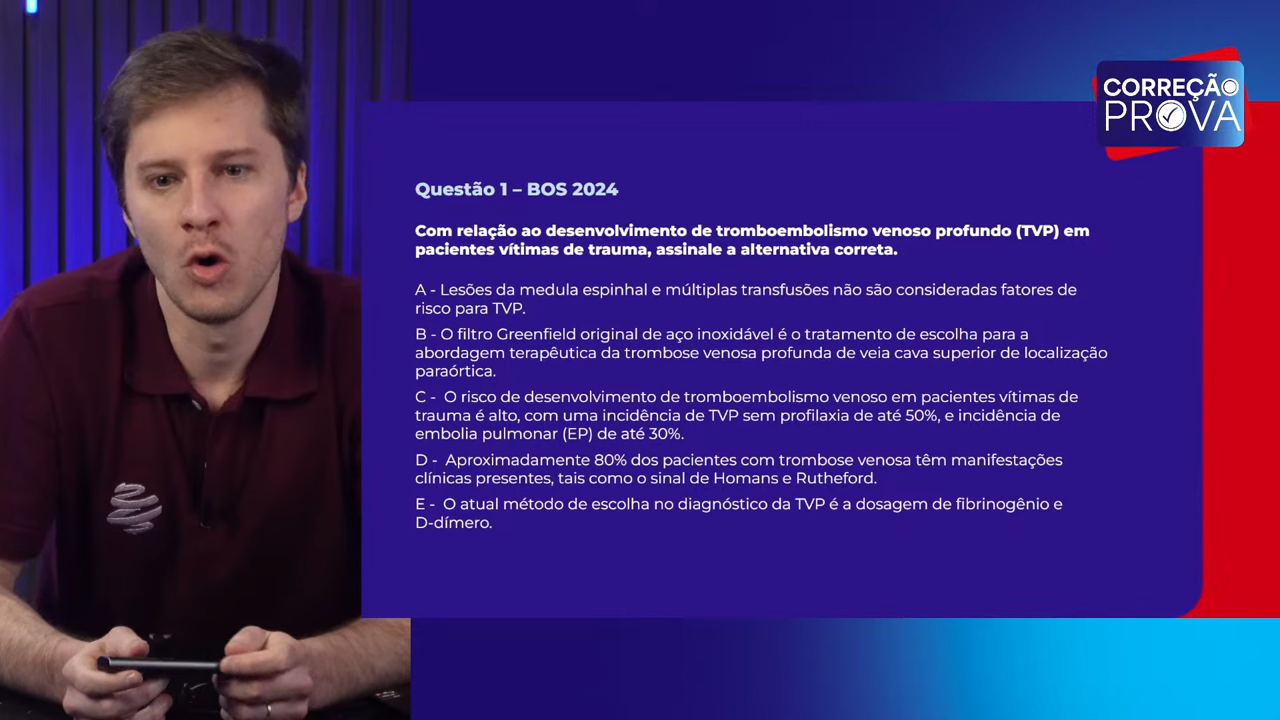 CORREÇÃO
PROVA
Questão 1 – BOS 2024
Com relação ao desenvolvimento de tromboembolismo venoso profundo (TVP) em
pacientes vítimas de trauma, assinale a alternativa correta.
A - Lesões da medula espinhal e múltiplas transfusões não são consideradas fatores de
risco para TVP.
B - O filtro Greenfield original de aço inoxidável é o tratamento de escolha para a
abordagem terapêutica da trombose venosa profunda de veia cava superior de localização
paraórtica.
C - O risco de desenvolvimento de tromboembolismo venoso em pacientes vítimas de
trauma é alto, com uma incidência de TVP sem profilaxia de até 50%, e incidência de
embolia pulmonar (EP) de até 30%.
D - Aproximadamente 80% dos pacientes com trombose venosa têm manifestações
clínicas presentes, tais como o sinal de Homans e Rutheford.
E - O atual método de escolha no diagnóstico da TVP é a dosagem de fibrinogênio e
D-dímero.